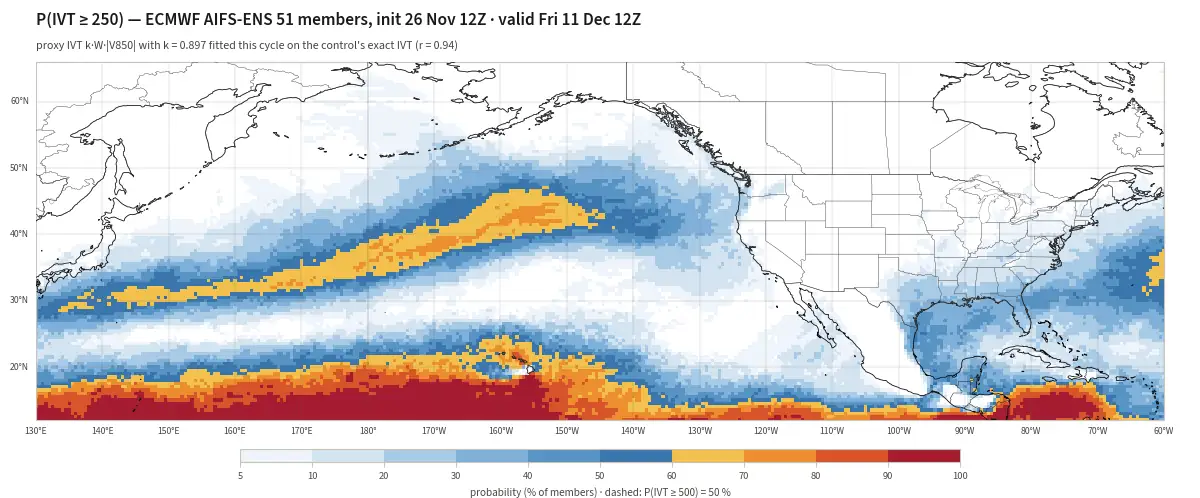 P(IVT ≥ 250) — ECMWF AIFS-ENS 51 members, init 26 Nov 12Z · valid Fri 11 Dec 12Z
proxy IVT k·W·|V850| with k = 0.897 fitted this cycle on the control's exact IVT (r = 0.94)
60°N
50°N
40°N
30°N
20°N
130°E 140°E 150°E 160°E 170°E 180° 170°W 160°W 150°W 140°W 130°W 120°W 110°W 100°W 90°W 80°W 70°W 60°W
5 10 20 30 40 50 60 70 80 90 100
probability (% of members) · dashed: P(IVT ≥ 500) = 50 %